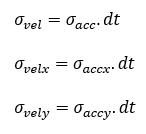 σ_vel = σ_acc. dt
σ_velx = σ_accx. dt
σ_vely = σ_accy. dt